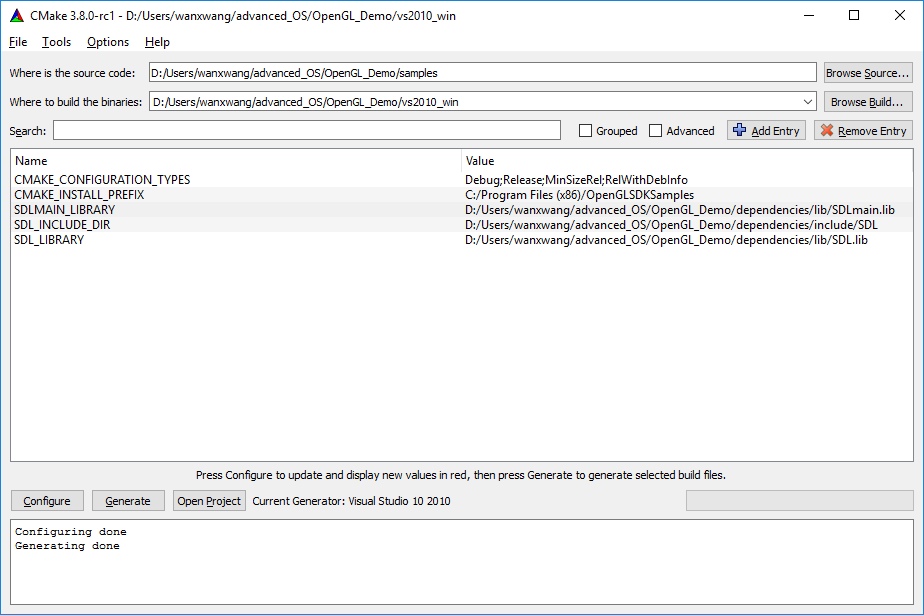 CMake 3.8.0-rc1 - D:/Users/wanxwang/advanced_OS/OpenGL_Demo/vs2010_win
File Tools Options Help
Where is the source code: D:/Users/wanxwang/advanced_OS/OpenGL_Demo/samples Browse Source...
Where to build the binaries: D:/Users/wanxwang/advanced_OS/OpenGL_Demo/vs2010_win Browse Build...
Search: Grouped Advanced Add Entry Remove Entry
Name Value
CMAKE_CONFIGURATION_TYPES Debug;Release;MinSizeRel;RelWithDebInfo
CMAKE_INSTALL_PREFIX C:/Program Files (x86)/OpenGLSDKSamples
SDLMAIN_LIBRARY D:/Users/wanxwang/advanced_OS/OpenGL_Demo/dependencies/lib/SDLmain.lib
SDL_INCLUDE_DIR D:/Users/wanxwang/advanced_OS/OpenGL_Demo/dependencies/include/SDL
SDL_LIBRARY D:/Users/wanxwang/advanced_OS/OpenGL_Demo/dependencies/lib/SDL.lib
Press Configure to update and display new values in red, then press Generate to generate selected build files.
Configure Generate Open Project Current Generator: Visual Studio 10 2010
Configuring done
Generating done